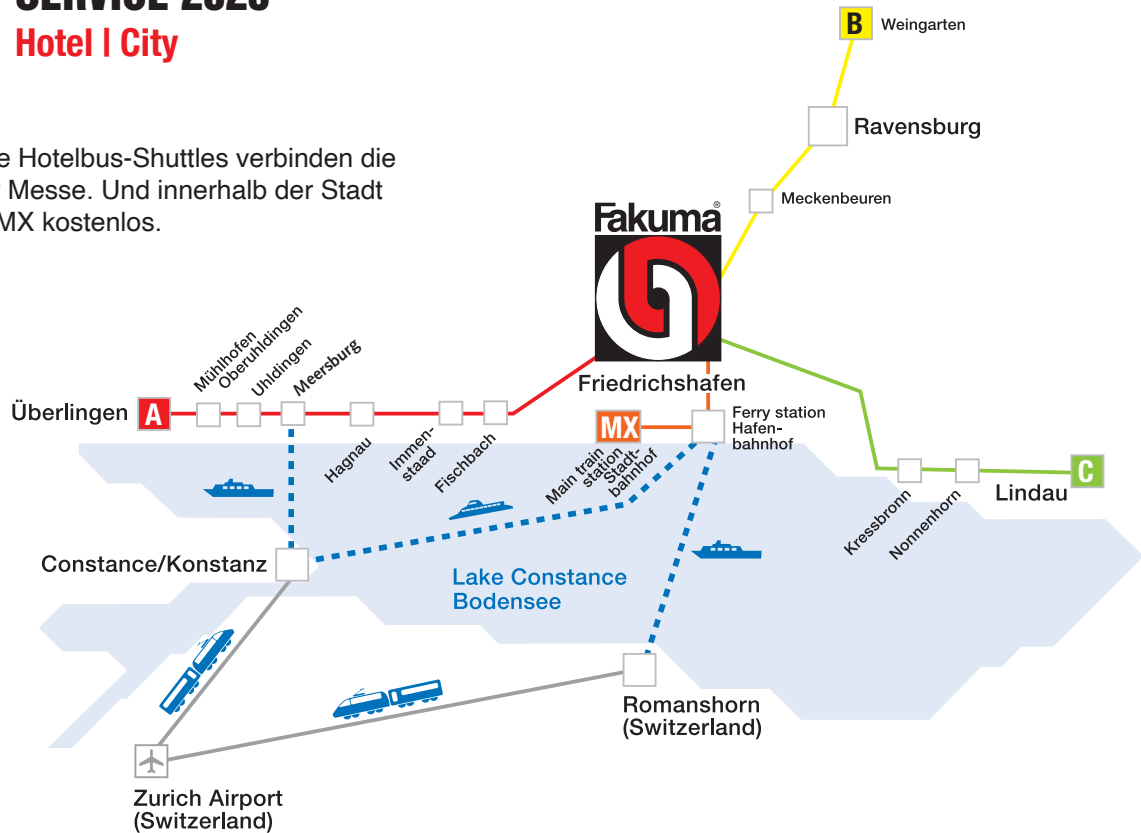 Hotel | City
e Hotelbus-Shuttles verbinden die
Messe. Und innerhalb der Stadt
MX kostenlos.
B
Weingarten
Ravensburg
Meckenbeuren
Fakuma®
Friedrichshafen
Mühlhofen
Oberuhldingen
Uhldingen
Meersburg
Überlingen
A
Hagnau
Immen-
staad
Fischbach
MX
Main train
station
Stadt-
bahnhof
Ferry station
Hafen-
bahnhof
Kressbronn
Nonnenhorn
Lindau
C
Constance/Konstanz
Lake Constance
Bodensee
Romanshorn
(Switzerland)
Zurich Airport
(Switzerland)